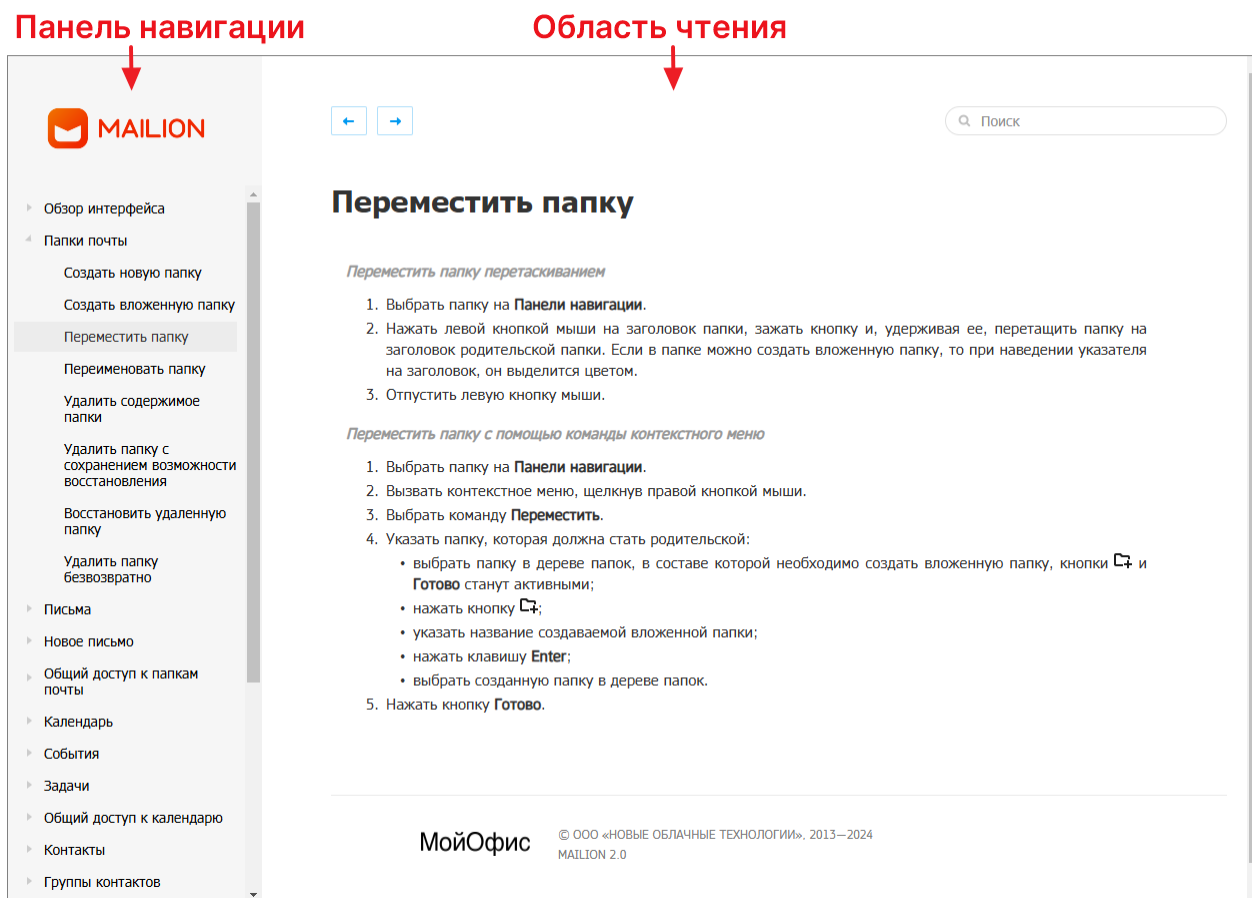 Панель навигации
Область чтения
MAILION
Поиск
Обзор интерфейса
Папки почты
Создать новую папку
Создать вложенную папку
Переместить папку
Переименовать папку
Удалить содержимое
папки
Удалить папку с
сохранением возможности
восстановления
Восстановить удаленную
папку
Удалить папку
безвозвратно
Письма
Новое письмо
Общий доступ к папкам
почты
Календарь
События
Задачи
Общий доступ к календарю
Контакты
Группы контактов
Переместить папку
Переместить папку перетаскиванием
1. Выбрать папку на Панели навигации.
2. Нажать левой кнопкой мыши на заголовок папки, зажать кнопку и, удерживая ее, перетащить папку на
заголовок родительской папки. Если в папке можно создать вложенную папку, то при наведении указателя
на заголовок, он выделится цветом.
3. Отпустить левую кнопку мыши.
Переместить папку с помощью команды контекстного меню
1. Выбрать папку на Панели навигации.
2. Вызвать контекстное меню, щелкнув правой кнопкой мыши.
3. Выбрать команду Переместить.
4. Указать папку, которая должна стать родительской:
• выбрать папку в дереве папок, в составе которой необходимо создать вложенную папку, кнопки и
Готово станут активными;
• нажать кнопку ;
• указать название создаваемой вложенной папки;
• нажать клавишу Enter;
• выбрать созданную папку в дереве папок.
5. Нажать кнопку Готово.
МойОфис
© ООО «НОВЫЕ ОБЛАЧНЫЕ ТЕХНОЛОГИИ», 2013—2024
MAILION 2.0